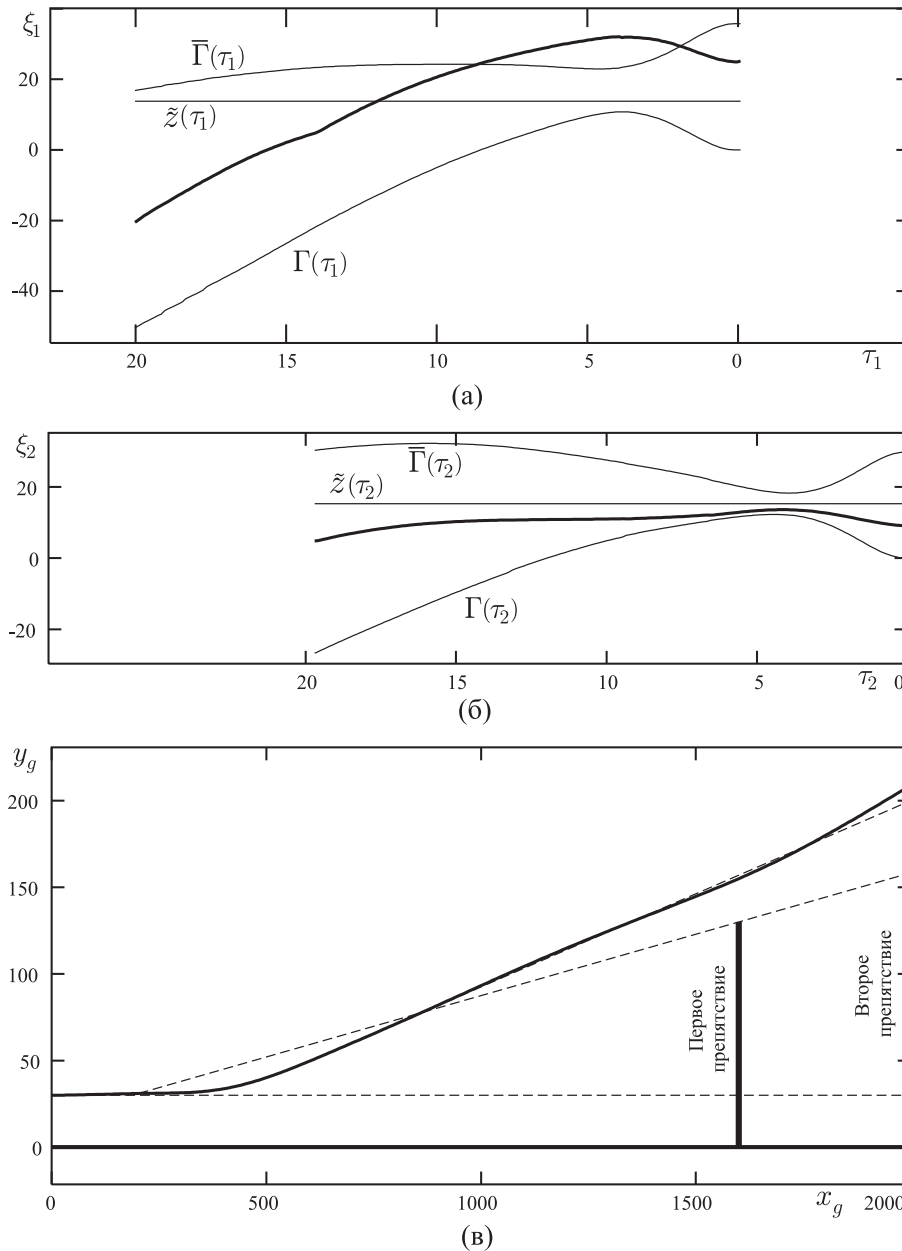 ξ₁
20
0
-20
-40
Γ̅(τ₁)
z̃(τ₁)
Γ(τ₁)
20 15 10 5 0
τ₁
(а)
ξ₂
20
0
-20
Γ̅(τ₂)
z̃(τ₂)
Γ(τ₂)
20 15 10 5 τ₂ 0
(б)
y_g
200
150
100
50
0
Первое
препятствие
Второе
препятствие
0 500 1000 1500 x_g 2000
(в)